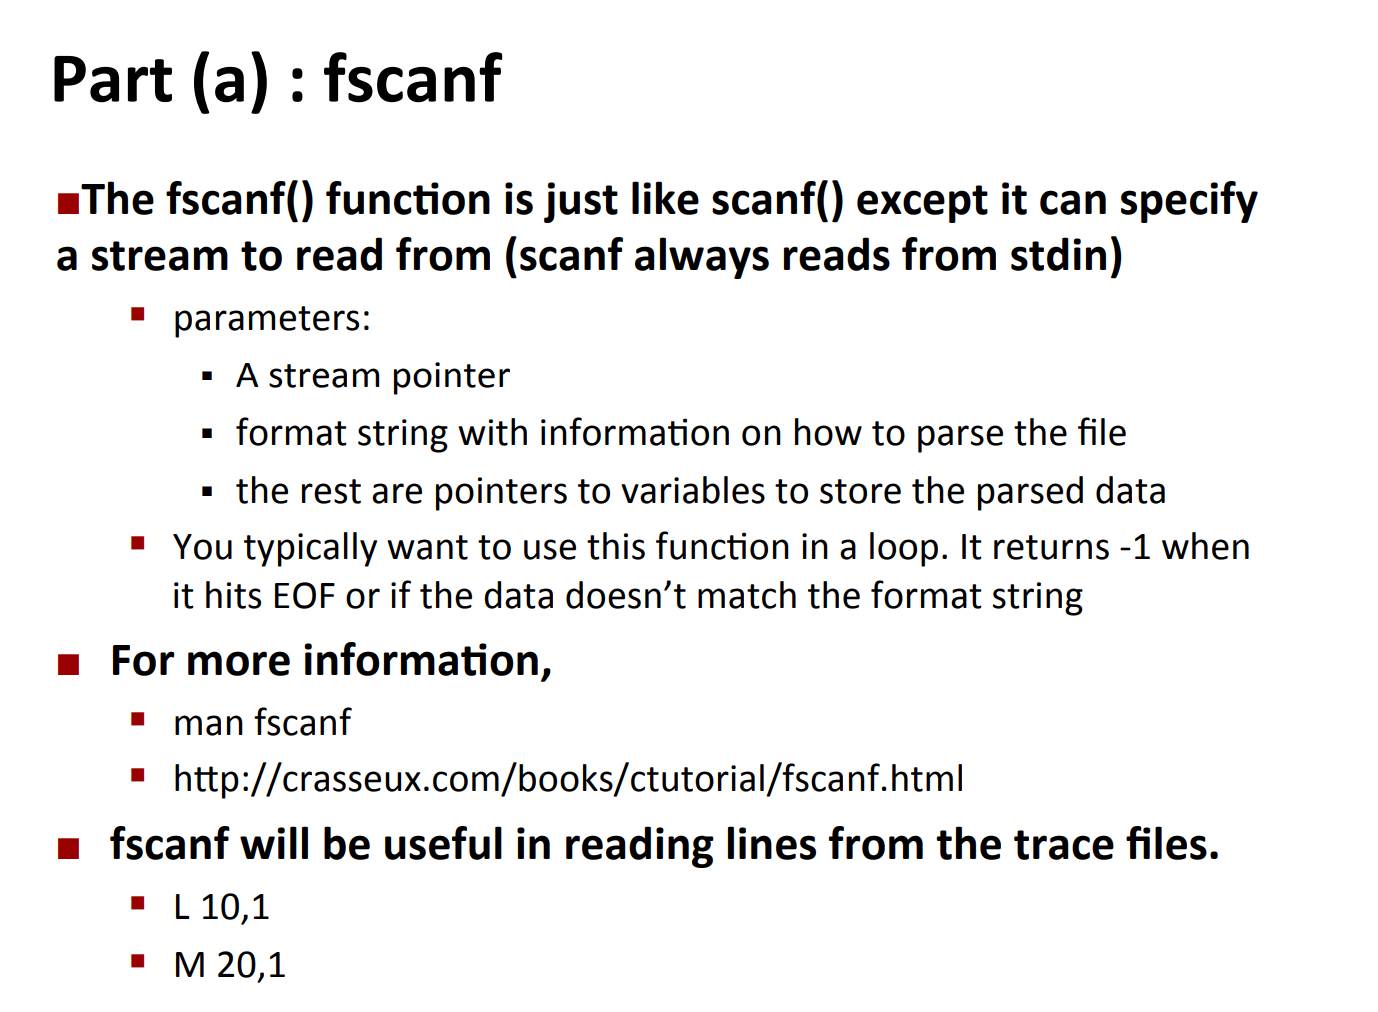 Part (a) : fscanf
■The fscanf() function is just like scanf() except it can specify
a stream to read from (scanf always reads from stdin)
▪ parameters:
▪ A stream pointer
▪ format string with information on how to parse the file
▪ the rest are pointers to variables to store the parsed data
▪ You typically want to use this function in a loop. It returns -1 when
it hits EOF or if the data doesn’t match the format string
■ For more information,
▪ man fscanf
▪ http://crasseux.com/books/ctutorial/fscanf.html
■ fscanf will be useful in reading lines from the trace files.
▪ L 10,1
▪ M 20,1